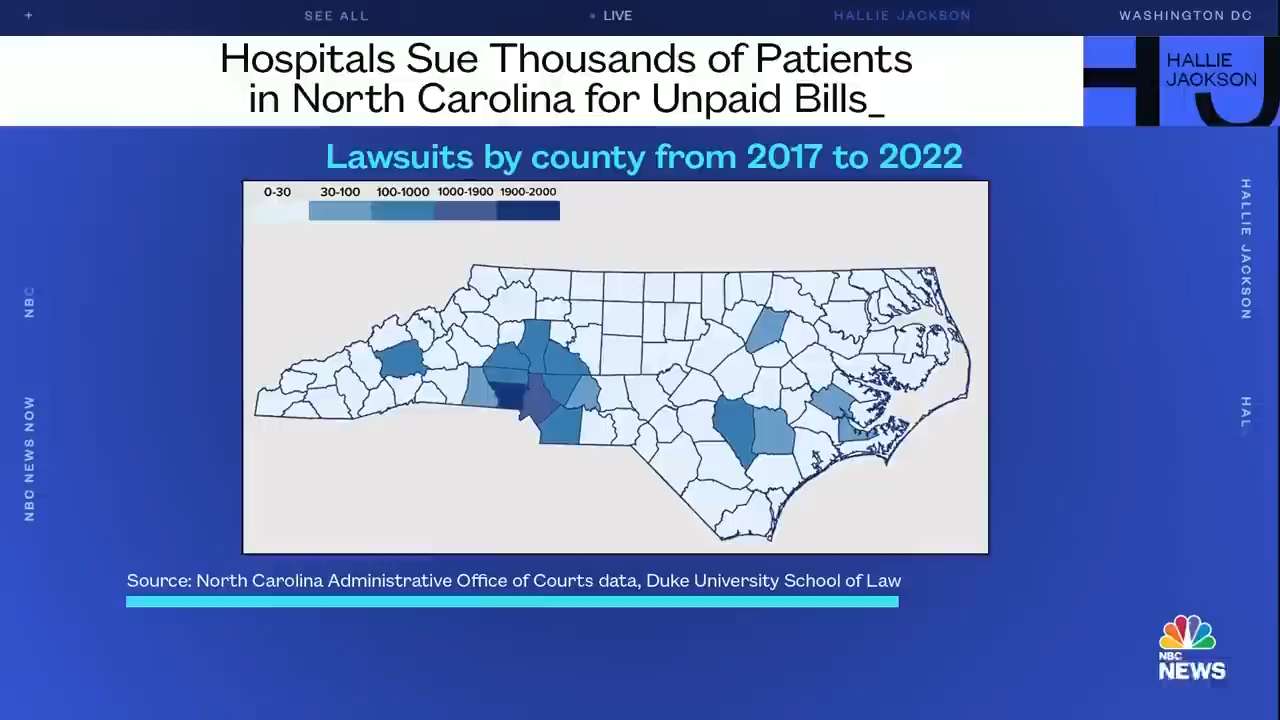 +
SEE ALL
• LIVE
HALLIE JACKSON
WASHINGTON DC
Hospitals Sue Thousands of Patients
in North Carolina for Unpaid Bills_
HALLIE
JACKSON
Lawsuits by county from 2017 to 2022
0-30 30-100 100-1000 1000-1900 1900-2000
NBC
NBC NEWS NOW
HALLIE JACKSON
HAL
Source: North Carolina Administrative Office of Courts data, Duke University School of Law
NBC
NEWS